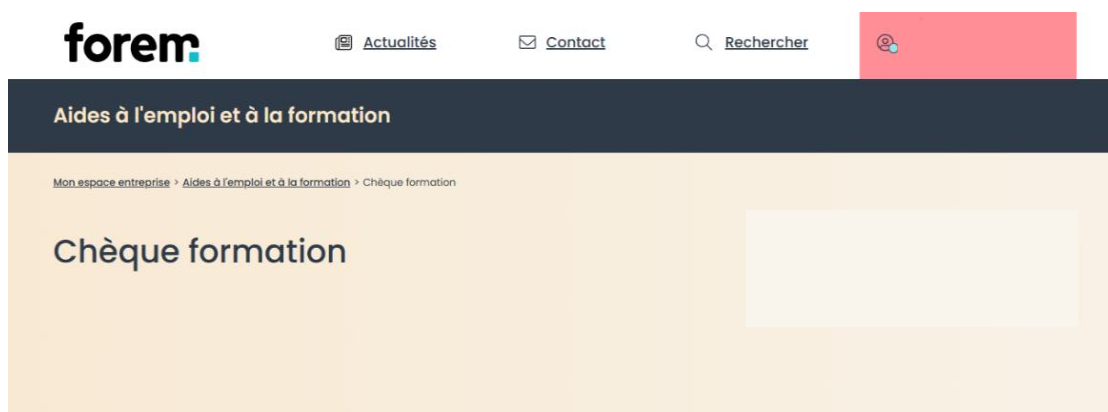 forem Actualités Contact Rechercher
Aides à l'emploi et à la formation
Mon espace entreprise > Aides à l'emploi et à la formation > Chèque formation
Chèque formation